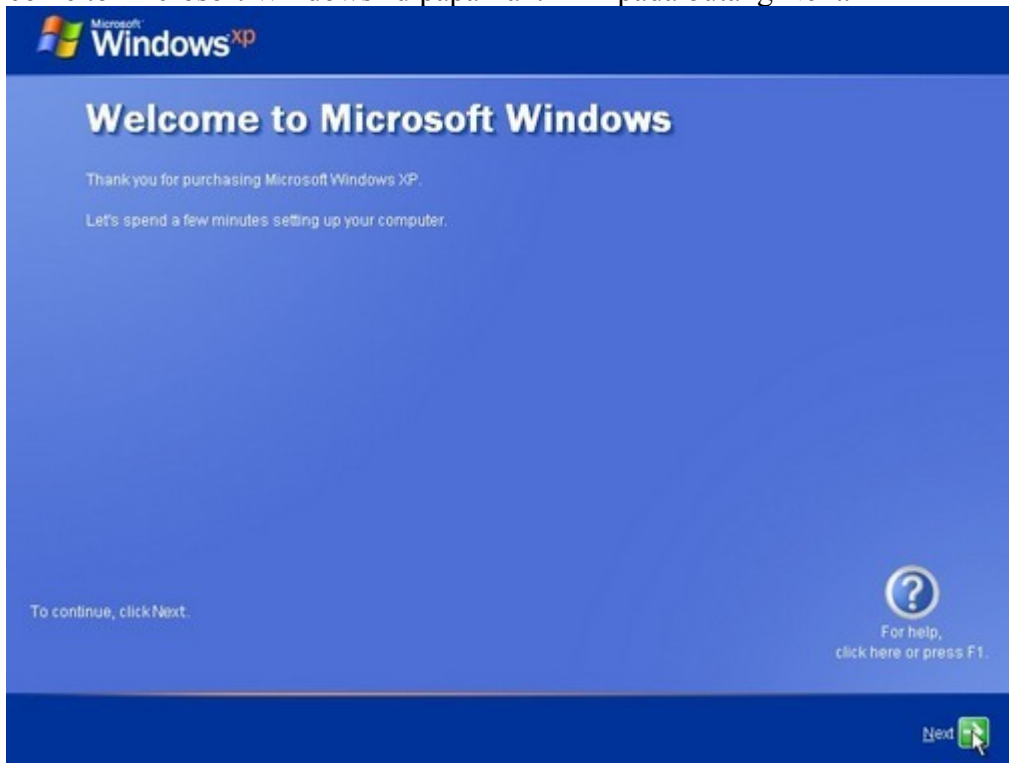 Microsoft
Windows xp
Welcome to Microsoft Windows
Thank you for purchasing Microsoft Windows XP.
Let's spend a few minutes setting up your computer.
To continue, click Next.
For help,
click here or press F1.
Next